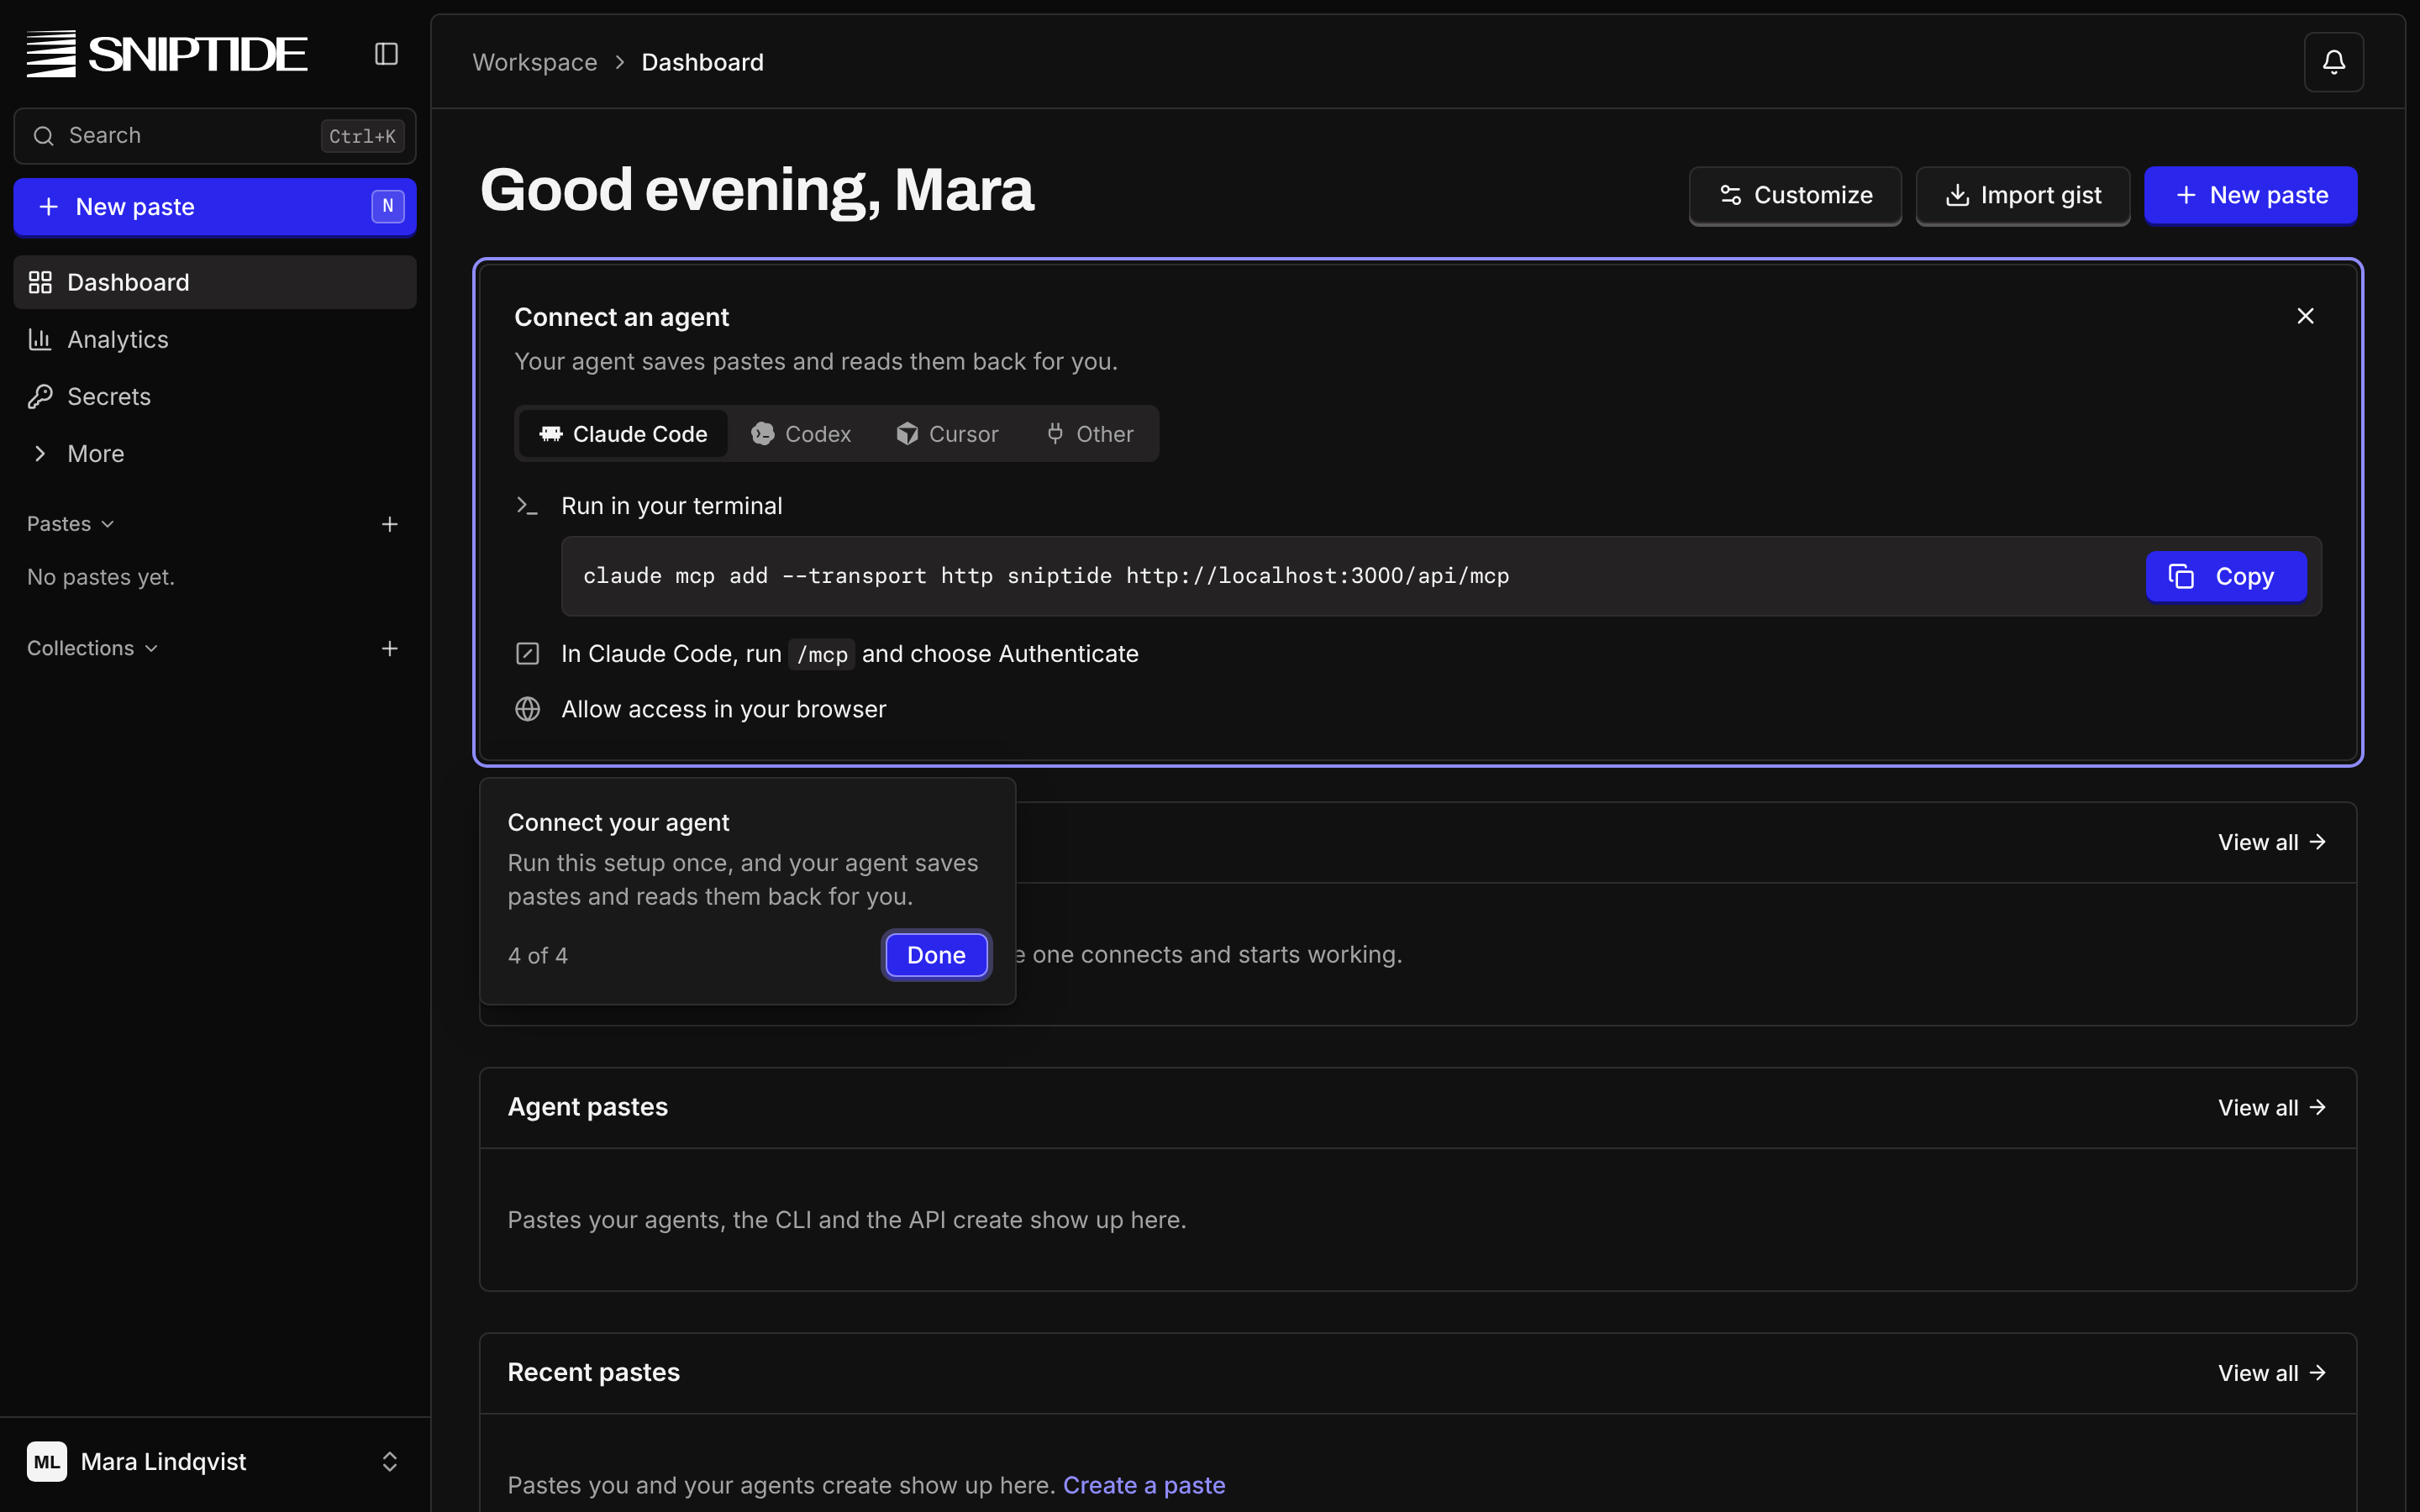 SNIPTIDE
Search
Ctrl+K
New paste
N
Dashboard
Analytics
Secrets
More
Pastes
No pastes yet.
Collections
ML
Mara Lindqvist
Workspace > Dashboard
Good evening, Mara
Customize
Import gist
New paste
Connect an agent
Your agent saves pastes and reads them back for you.
Claude Code
Codex
Cursor
Other
Run in your terminal
claude mcp add --transport http sniptide http://localhost:3000/api/mcp
Copy
In Claude Code, run /mcp and choose Authenticate
Allow access in your browser
Connect your agent
Run this setup once, and your agent saves
pastes and reads them back for you.
4 of 4
Done
View all
one connects and starts working.
Agent pastes
View all
Pastes your agents, the CLI and the API create show up here.
Recent pastes
View all
Pastes you and your agents create show up here. Create a paste